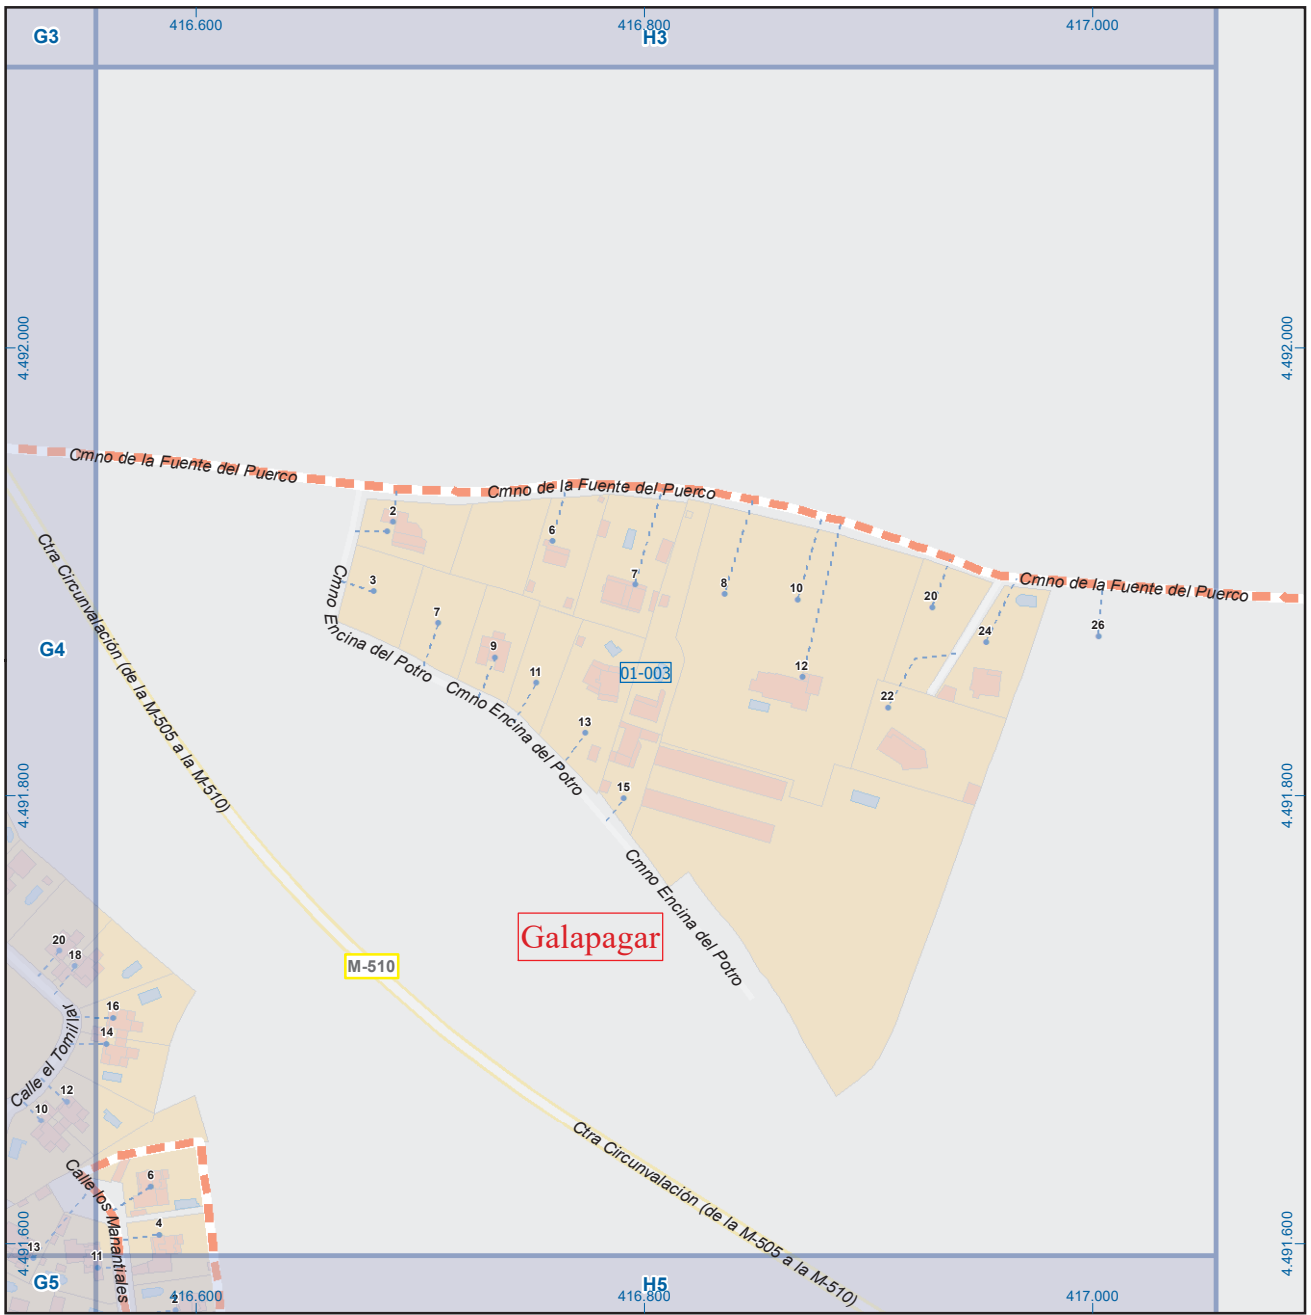 416.600
416.800
417.000
G3
H3
4.492.000
4.492.000
Cmno de la Fuente del Puerco
Cmno de la Fuente del Puerco
Cmno de la Fuente del Puerco
2
6
7
8
10
20
24
26
3
7
9
11
12
22
13
15
Cmno Encina del Potro
Cmno Encina del Potro
Cmno Encina del Potro
01-003
G4
Ctra Circunvalación (de la M-505 a la M-510)
4.491.800
4.491.800
Galapagar
M-510
20
18
16
14
12
10
Calle el Tomillar
Ctra Circunvalación (de la M-505 a la M-510)
Calle los Manantiales
6
4
13
11
2
4.491.600
4.491.600
G5
H5
416.600
416.800
417.000